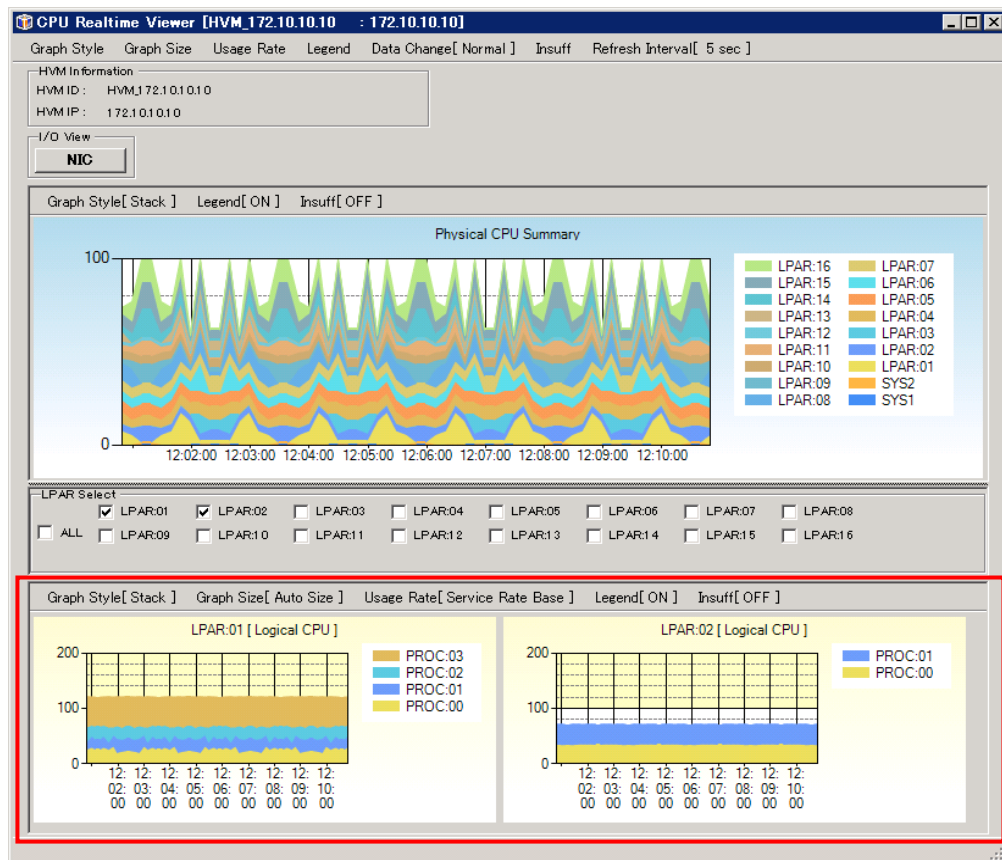 CPU Realtime Viewer [HVM_172.10.10.10 : 172.10.10.10]
Graph Style Graph Size Usage Rate Legend Data Change[ Normal ] Insuff Refresh Interval[ 5 sec ]
HVM Information
HVM ID : HVM_172.10.10.10
HVM IP : 172.10.10.10
I/O View
NIC
Graph Style[ Stack ] Legend[ ON ] Insuff[ OFF ]
Physical CPU Summary
100
0
12:02:00 12:03:00 12:04:00 12:05:00 12:06:00 12:07:00 12:08:00 12:09:00 12:10:00
LPAR:16 LPAR:07
LPAR:15 LPAR:06
LPAR:14 LPAR:05
LPAR:13 LPAR:04
LPAR:12 LPAR:03
LPAR:11 LPAR:02
LPAR:10 LPAR:01
LPAR:09 SYS2
LPAR:08 SYS1
LPAR Select
LPAR:01 LPAR:02 LPAR:03 LPAR:04 LPAR:05 LPAR:06 LPAR:07 LPAR:08
ALL LPAR:09 LPAR:10 LPAR:11 LPAR:12 LPAR:13 LPAR:14 LPAR:15 LPAR:16
Graph Style[ Stack ] Graph Size[ Auto Size ] Usage Rate[ Service Rate Base ] Legend[ ON ] Insuff[ OFF ]
LPAR:01 [ Logical CPU ]
200
100
0
12: 12: 12: 12: 12: 12: 12: 12: 12:
02: 03: 04: 05: 06: 07: 08: 09: 10:
00 00 00 00 00 00 00 00 00
PROC:03
PROC:02
PROC:01
PROC:00
LPAR:02 [ Logical CPU ]
200
100
0
12: 12: 12: 12: 12: 12: 12: 12: 12:
02: 03: 04: 05: 06: 07: 08: 09: 10:
00 00 00 00 00 00 00 00 00
PROC:01
PROC:00